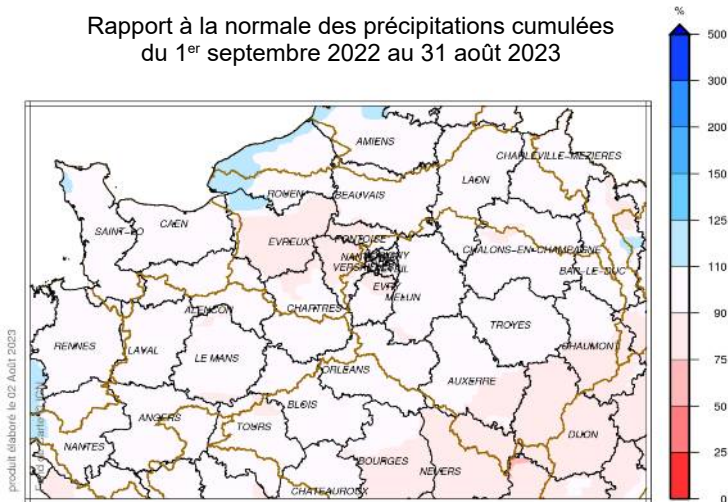 Rapport à la normale des précipitations cumulées
du 1er septembre 2022 au 31 août 2023
%
500
300
200
150
125
110
90
75
50
25
0
AMIENS
CHARLEVILLE-MEZIERES
LAON
ROUEN
BEAUVAIS
CAEN
SAINT-LO
EVREUX
PONTOISE
CHALONS-EN-CHAMPAGNE
BAR-LE-DUC
EVRY
MELUN
ALENCON
CHARTRES
TROYES
CHAUMONT
RENNES
LAVAL
LE MANS
ORLEANS
AUXERRE
BLOIS
ANGERS
TOURS
DIJON
NANTES
BOURGES
NEVERS
CHATEAUROUX
produit élaboré le 02 Août 2023